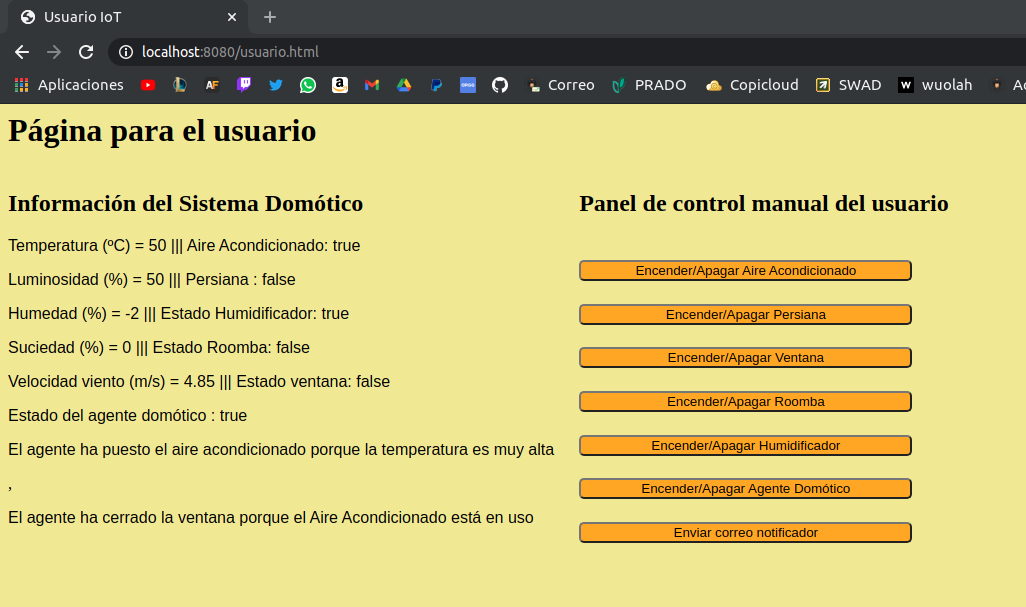 Usuario IoT
localhost:8080/usuario.html
Aplicaciones
Correo
PRADO
Copicloud
SWAD
wuolah
Página para el usuario
Información del Sistema Domótico
Temperatura (ºC) = 50 ||| Aire Acondicionado: true
Luminosidad (%) = 50 ||| Persiana : false
Humedad (%) = -2 ||| Estado Humidificador: true
Suciedad (%) = 0 ||| Estado Roomba: false
Velocidad viento (m/s) = 4.85 ||| Estado ventana: false
Estado del agente domótico : true
El agente ha puesto el aire acondicionado porque la temperatura es muy alta
,
El agente ha cerrado la ventana porque el Aire Acondicionado está en uso
Panel de control manual del usuario
Encender/Apagar Aire Acondicionado
Encender/Apagar Persiana
Encender/Apagar Ventana
Encender/Apagar Roomba
Encender/Apagar Humidificador
Encender/Apagar Agente Domótico
Enviar correo notificador